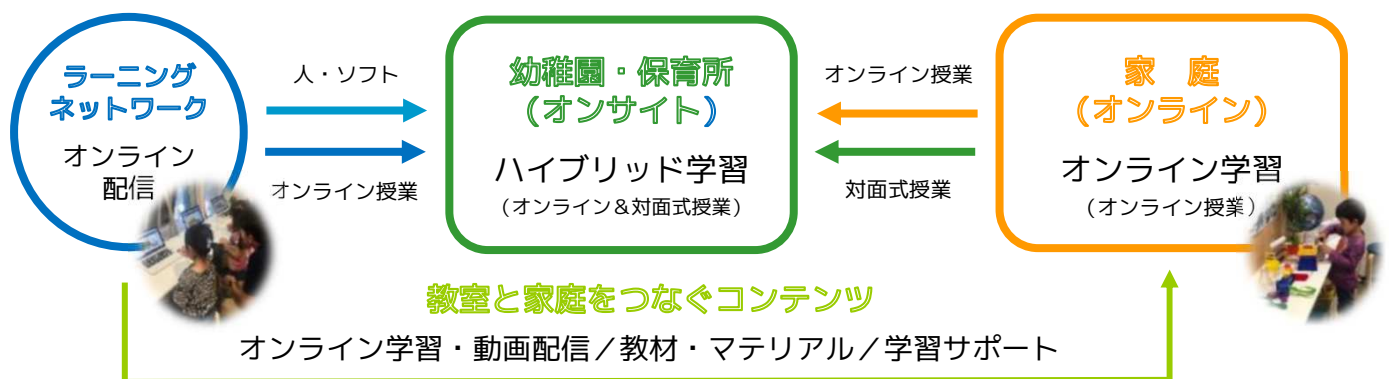 ラーニング
ネットワーク
オンライン
配信
人・ソフト
オンライン授業
幼稚園・保育所
(オンサイト)
ハイブリッド学習
(オンライン&対面式授業)
オンライン授業
対面式授業
家 庭
(オンライン)
オンライン学習
(オンライン授業)
教室と家庭をつなぐコンテンツ
オンライン学習・動画配信/教材・マテリアル/学習サポート